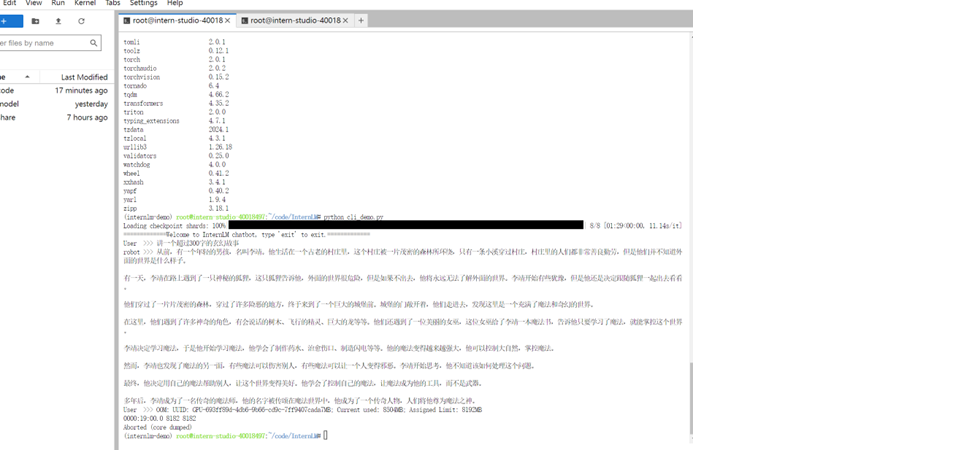 Edit View Run Kernel Tabs Settings Help
root@intern-studio-40018 × root@intern-studio-40018 × +
er files by name
Last Modified
code 17 minutes ago
model yesterday
hare 7 hours ago
tomli 2.0.1
toolz 0.12.1
torch 2.0.1
torchaudio 2.0.2
torchvision 0.15.2
tornado 6.4
tqdm 4.66.2
transformers 4.35.2
triton 2.0.0
typing_extensions 4.7.1
tzdata 2024.1
tzlocal 4.3.1
urllib3 1.26.18
validators 0.25.0
watchdog 4.0.0
wheel 0.41.2
xxhash 3.4.1
yapf 0.40.2
yarl 1.9.4
zipp 3.18.1
(internlm-demo) root@intern-studio-40018497:~/code/InternLM# python cli_demo.py
Loading checkpoint shards: 100% 8/8 [01:29<00:00, 11.14s/it]
=============Welcome to InternLM chatbot, type 'exit' to exit.=============
User >>> 讲一个超过300字的玄幻故事
robot >>> 从前，有一个年轻的男孩，名叫李靖。他生活在一个古老的村庄里，这个村庄被一片茂密的森林所环绕，只有一条小溪穿过村庄。村庄里的人们都非常善良勤劳，但是他们并不知道外
面的世界是什么样子。
有一天，李靖在路上遇到了一只神秘的狐狸，这只狐狸告诉他，外面的世界很危险，但是如果不出去，他将永远无法了解外面的世界。李靖开始有些犹豫，但是他还是决定跟随狐狸一起出去看看
。
他们穿过了一片片茂密的森林，穿过了许多险恶的地方，终于来到了一个巨大的城堡前。城堡的门敞开着，他们走进去，发现这里是一个充满了魔法和奇幻的世界。
在这里，他们遇到了许多神奇的角色，有会说话的树木、飞行的精灵、巨大的龙等等。他们还遇到了一位美丽的女巫，这位女巫给了李靖一本魔法书，告诉他只要学习了魔法，就能掌控这个世界
。
李靖决定学习魔法，于是他开始学习魔法，他学会了制作药水、治愈伤口、制造闪电等等。他的魔法变得越来越强大，他可以控制大自然，掌控魔法。
然而，李靖也发现了魔法的另一面，有些魔法可以伤害别人，有些魔法可以让一个人变得邪恶。李靖开始思考，他不知道该如何处理这个问题。
最终，他决定用自己的魔法帮助别人，让这个世界变得美好。他学会了控制自己的魔法，让魔法成为他的工具，而不是武器。
多年后，李靖成为了一名传奇的魔法师，他的名字被传颂在魔法世界中，他成为了一个传奇人物，人们将他尊为魔法之神。
User >>> OOM: UUID: GPU-693ff89d-4db6-9b66-cd9c-7ff9407cada7MB; Current used: 8504MB; Assigned Limit: 8192MB
0000:19:00.0 8182 8182
Aborted (core dumped)
(internlm-demo) root@intern-studio-40018497:~/code/InternLM#